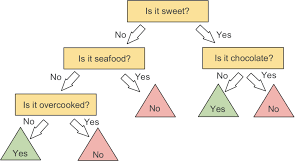 Is it sweet?
No
Yes
Is it seafood?
Is it chocolate?
No
Yes
No
Yes
Is it overcooked?
No
Yes
No
Yes
No
Yes
No